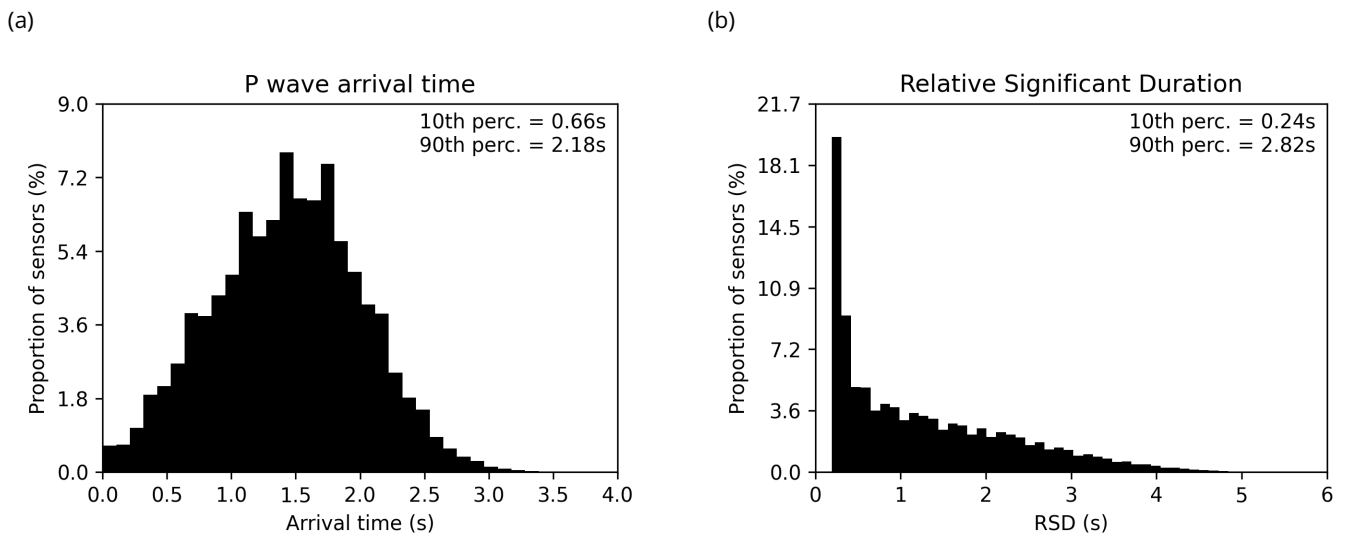 (a)
P wave arrival time
10th perc. = 0.66s
90th perc. = 2.18s
Proportion of sensors (%)
9.0
7.2
5.4
3.6
1.8
0.0
0.0 0.5 1.0 1.5 2.0 2.5 3.0 3.5 4.0
Arrival time (s)
(b)
Relative Significant Duration
10th perc. = 0.24s
90th perc. = 2.82s
Proportion of sensors (%)
21.7
18.1
14.5
10.9
7.2
3.6
0.0
0 1 2 3 4 5 6
RSD (s)